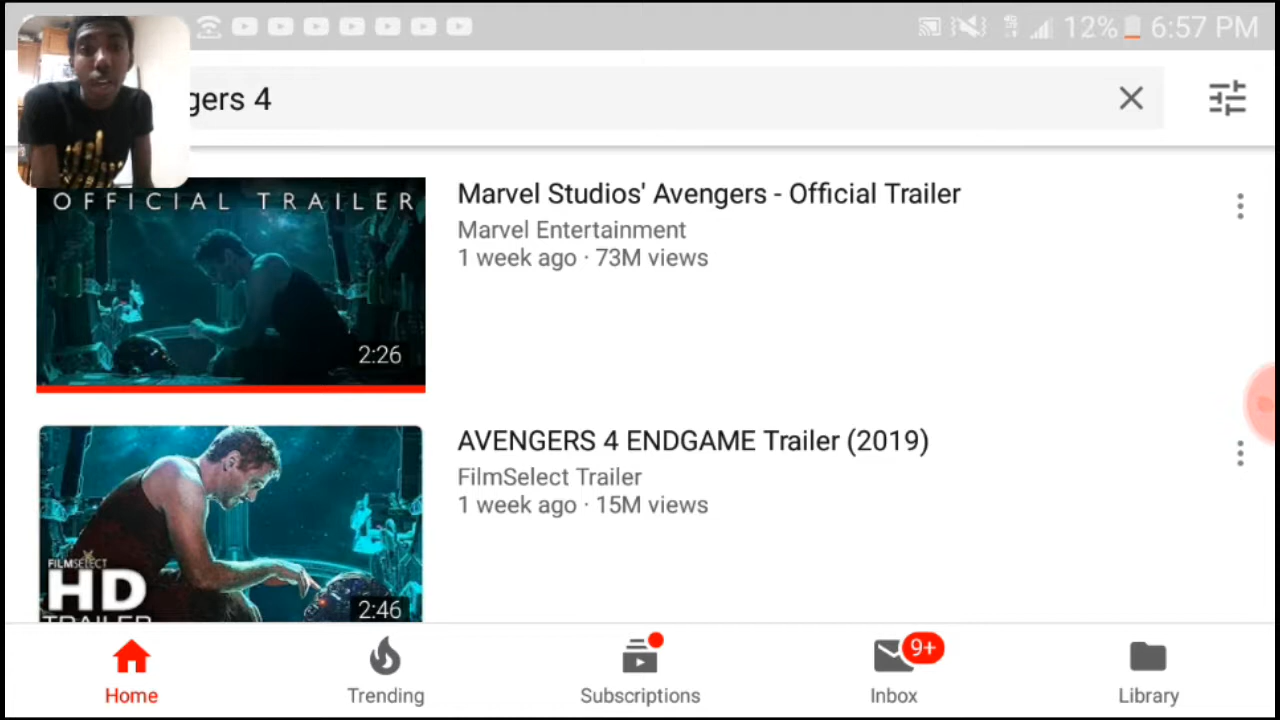 12% 6:57 PM
gers 4
OFFICIAL TRAILER
2:26
Marvel Studios' Avengers - Official Trailer
Marvel Entertainment
1 week ago · 73M views
FILMSELECT
HD
TRAILER
2:46
AVENGERS 4 ENDGAME Trailer (2019)
FilmSelect Trailer
1 week ago · 15M views
9+
Home Trending Subscriptions Inbox Library